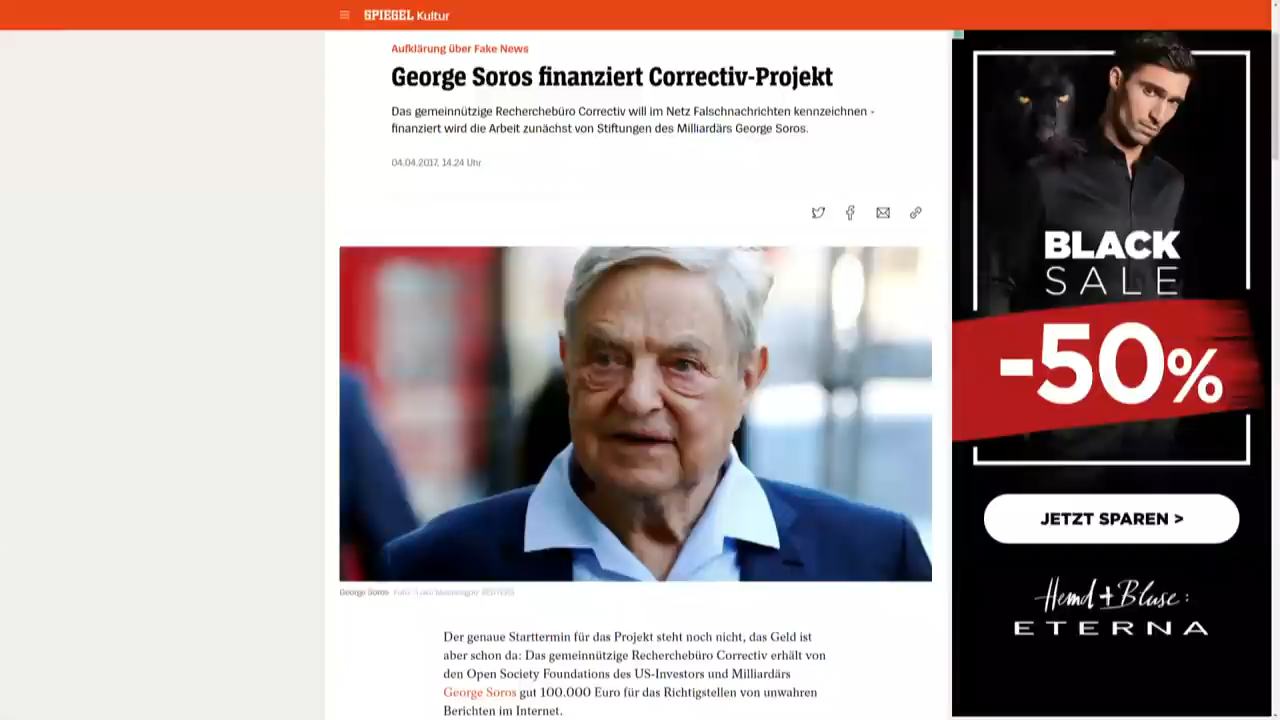 SPIEGEL Kultur
Aufklärung über Fake News
George Soros finanziert Correctiv-Projekt
Das gemeinnützige Recherchebüro Correctiv will im Netz Falschnachrichten kennzeichnen -
finanziert wird die Arbeit zunächst von Stiftungen des Milliardärs George Soros.
04.04.2017, 14.24 Uhr
George Soros
Der genaue Starttermin für das Projekt steht noch nicht, das Geld ist
aber schon da: Das gemeinnützige Recherchebüro Correctiv erhält von
den Open Society Foundations des US-Investors und Milliardärs
George Soros gut 100.000 Euro für das Richtigstellen von unwahren
Berichten im Internet.
BLACK
SALE
-50%
JETZT SPAREN >
Hemd + Bluse:
ETERNA